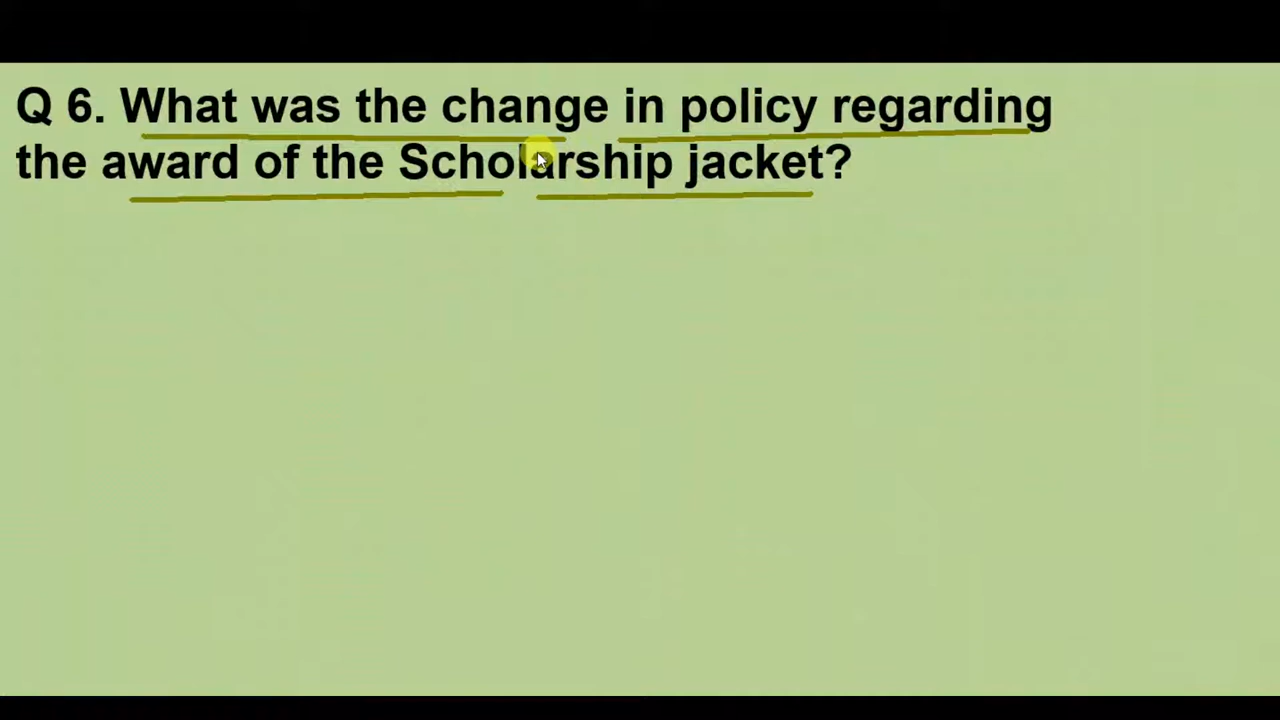 Q 6. What was the change in policy regarding
the award of the Scholarship jacket?